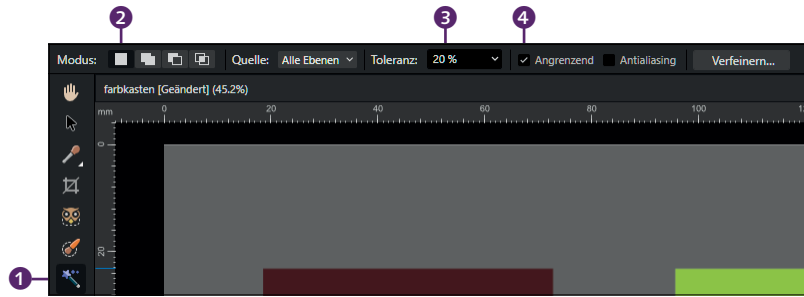 2 3 4
Modus: Quelle: Alle Ebenen Toleranz: 20 % Angrenzend Antialiasing Verfeinern...
farbkasten [Geändert] (45.2%)
mm 0 20 40 60 80 100
0
20
1